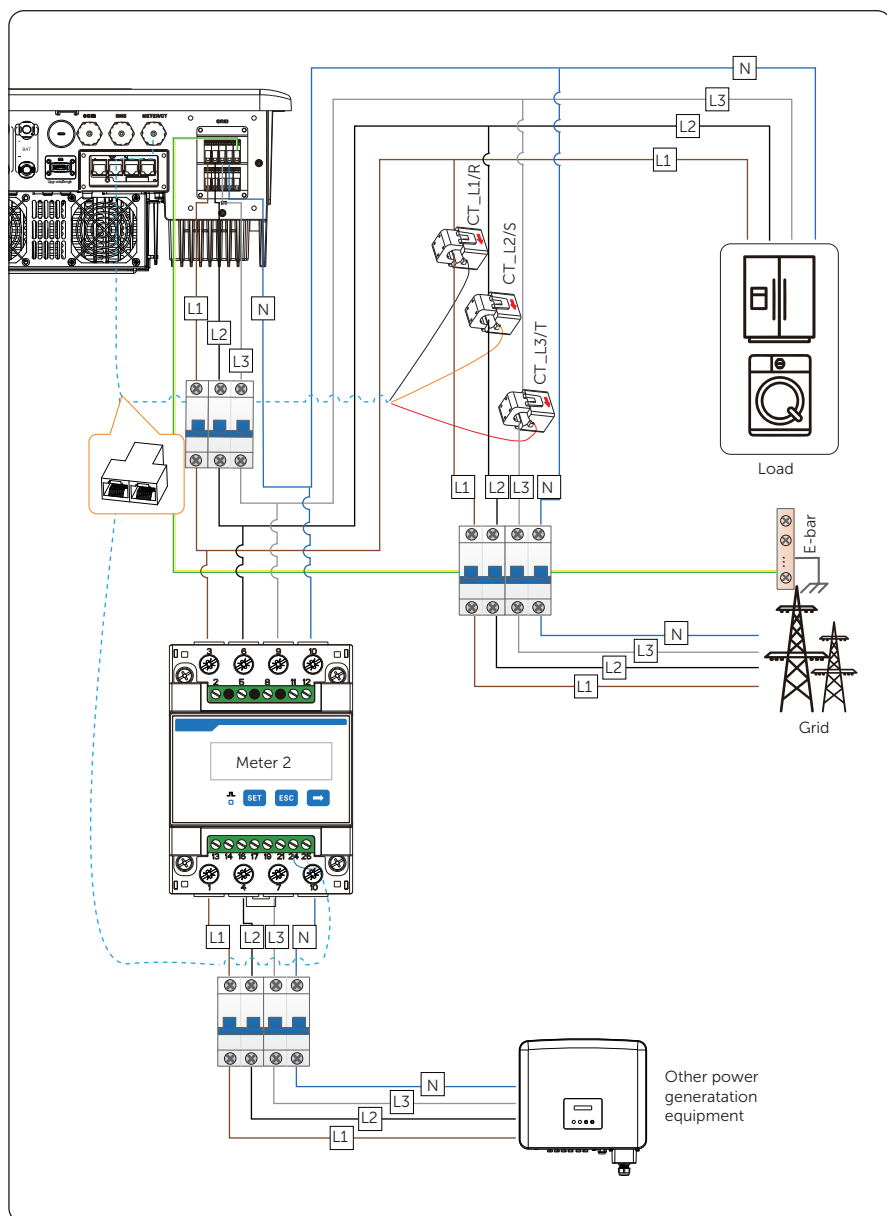 N
L3
L2
L1
COM
BMS
METER/CT
GRID
BAT
CT_L1/R
CT_L2/S
CT_L3/T
L1
L2
L3
N
Load
L1
L2
L3
N
E-bar
N
L3
L2
L1
Grid
3
6
9
10
2
5
8
11
12
Meter 2
SET
ESC
13
14
16
17
19
21
24
25
1
4
7
10
L1
L2
L3
N
N
L3
L2
L1
Other power
generatation
equipment